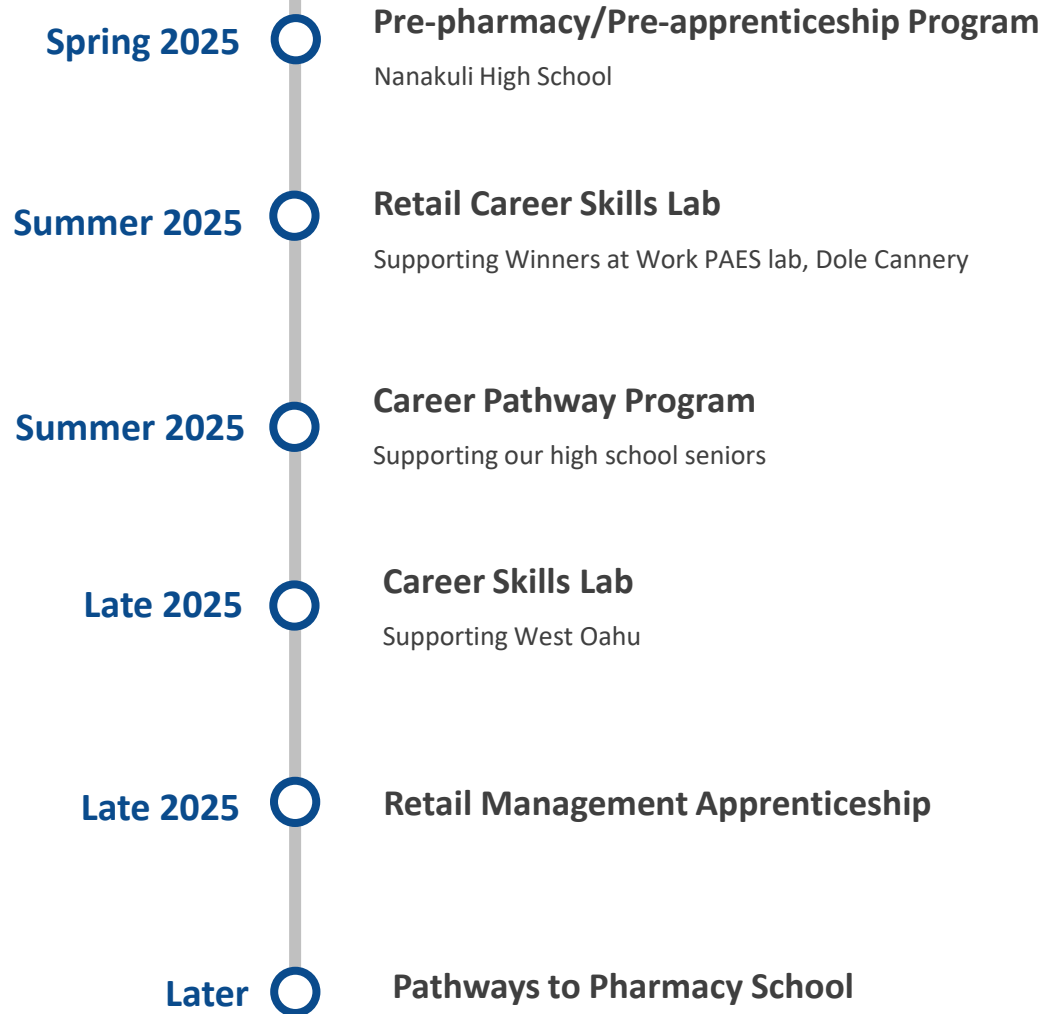 Spring 2025
Pre-pharmacy/Pre-apprenticeship Program
Nanakuli High School
Summer 2025
Retail Career Skills Lab
Supporting Winners at Work PAES lab, Dole Cannery
Summer 2025
Career Pathway Program
Supporting our high school seniors
Late 2025
Career Skills Lab
Supporting West Oahu
Late 2025
Retail Management Apprenticeship
Later
Pathways to Pharmacy School